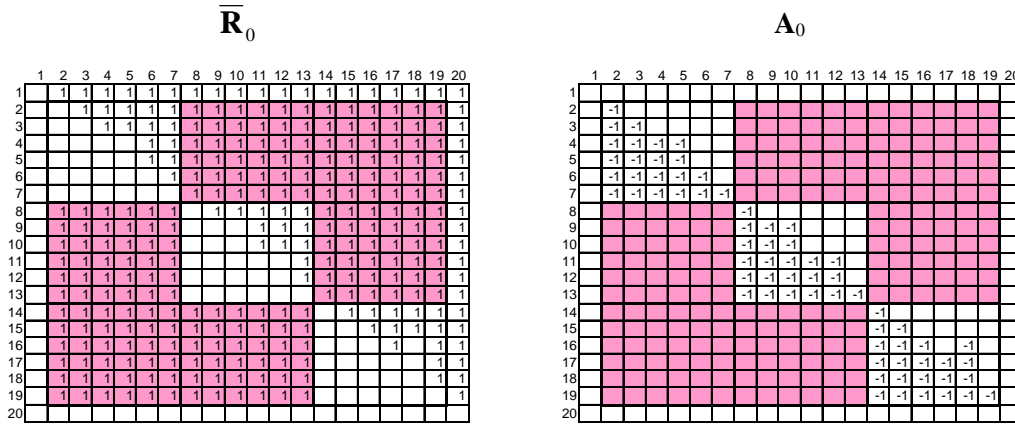 R̅₀
1 2 3 4 5 6 7 8 9 10 11 12 13 14 15 16 17 18 19 20
1 1 1 1 1 1 1 1 1 1 1 1 1 1 1 1 1 1 1 1
2 1 1 1 1 1 1 1 1 1 1 1 1 1 1 1 1 1 1
3 1 1 1 1 1 1 1 1 1 1 1 1 1 1 1 1 1
4 1 1 1 1 1 1 1 1 1 1 1 1 1 1 1
5 1 1 1 1 1 1 1 1 1 1 1 1 1 1 1
6 1 1 1 1 1 1 1 1 1 1 1 1 1 1
7 1 1 1 1 1 1 1 1 1 1 1 1 1
8 1 1 1 1 1 1 1 1 1 1 1 1 1 1 1 1 1 1
9 1 1 1 1 1 1 1 1 1 1 1 1 1 1 1 1
10 1 1 1 1 1 1 1 1 1 1 1 1 1 1 1 1
11 1 1 1 1 1 1 1 1 1 1 1 1 1 1
12 1 1 1 1 1 1 1 1 1 1 1 1 1 1
13 1 1 1 1 1 1 1 1 1 1 1 1 1
14 1 1 1 1 1 1 1 1 1 1 1 1 1 1 1 1 1 1
15 1 1 1 1 1 1 1 1 1 1 1 1 1 1 1 1 1
16 1 1 1 1 1 1 1 1 1 1 1 1 1 1 1
17 1 1 1 1 1 1 1 1 1 1 1 1 1 1
18 1 1 1 1 1 1 1 1 1 1 1 1 1 1
19 1 1 1 1 1 1 1 1 1 1 1 1 1
20
A₀
1 2 3 4 5 6 7 8 9 10 11 12 13 14 15 16 17 18 19 20
1
2 -1
3 -1 -1
4 -1 -1 -1 -1
5 -1 -1 -1 -1
6 -1 -1 -1 -1 -1
7 -1 -1 -1 -1 -1 -1
8 -1
9 -1 -1 -1
10 -1 -1 -1
11 -1 -1 -1 -1 -1
12 -1 -1 -1 -1 -1
13 -1 -1 -1 -1 -1 -1
14 -1
15 -1 -1
16 -1 -1 -1 -1
17 -1 -1 -1 -1 -1
18 -1 -1 -1 -1 -1
19 -1 -1 -1 -1 -1 -1
20